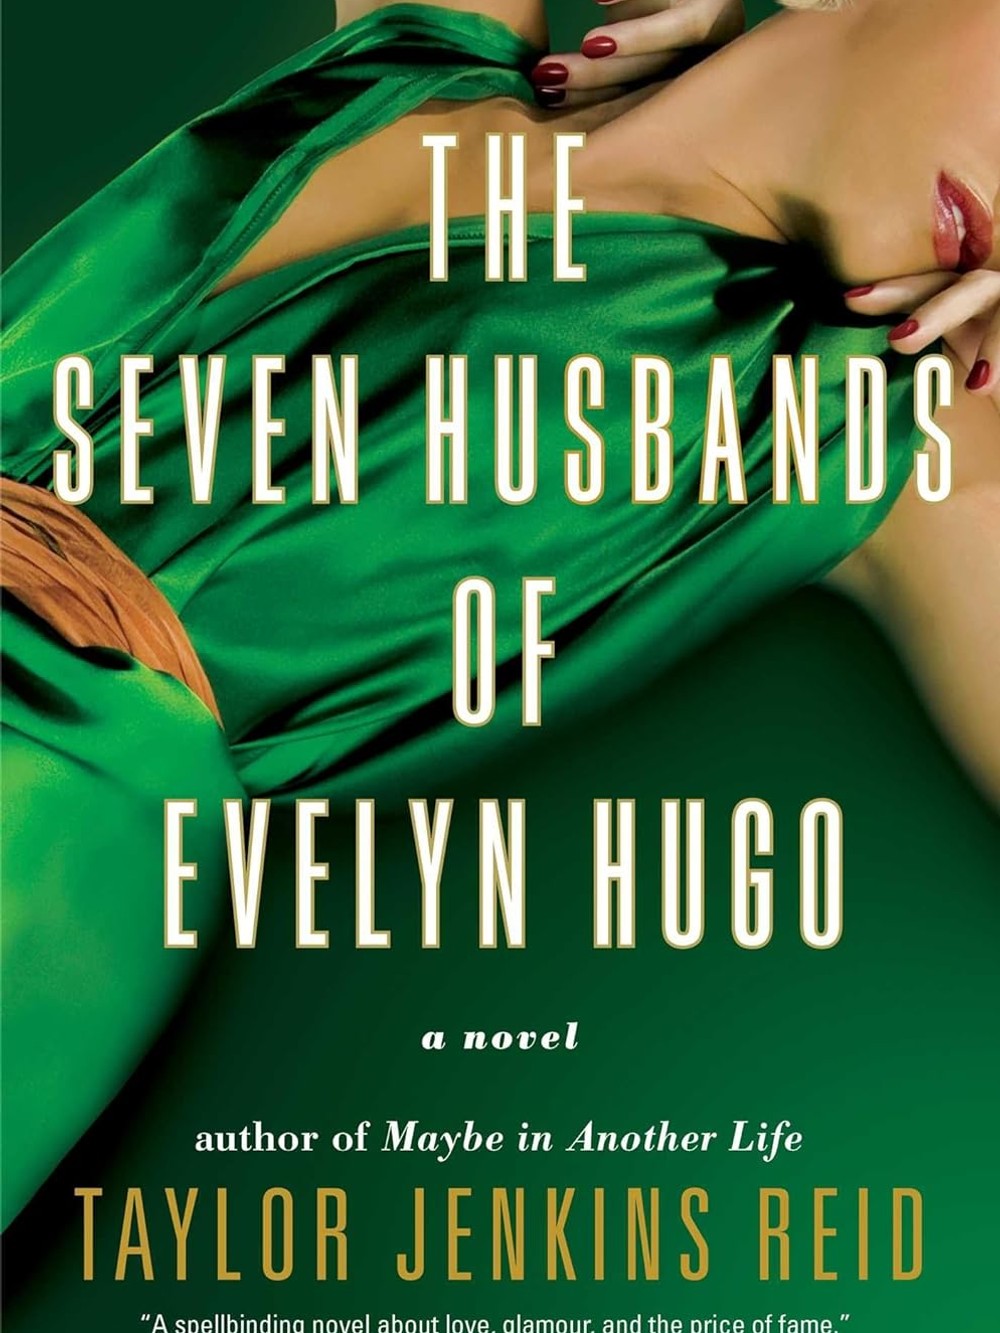 THE
SEVEN HUSBANDS
OF
EVELYN HUGO
a novel
author of Maybe in Another Life
TAYLOR JENKINS REID
“A spellbinding novel about love, glamour, and the price of fame.”